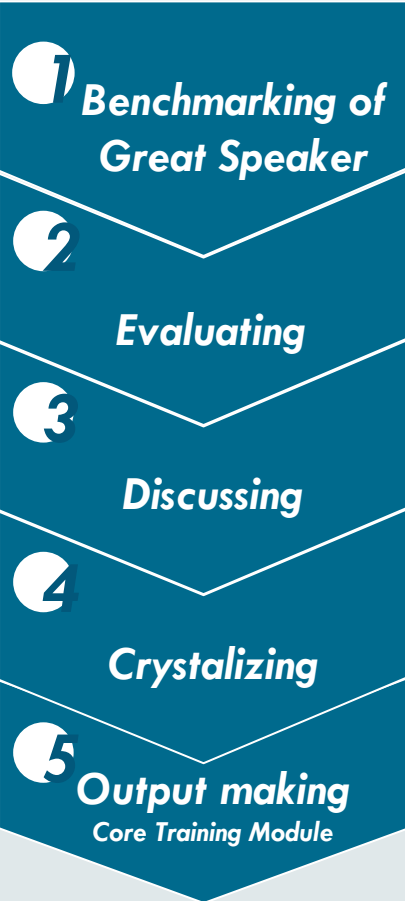 1
Benchmarking of
Great Speaker
2
Evaluating
3
Discussing
4
Crystalizing
5
Output making
Core Training Module